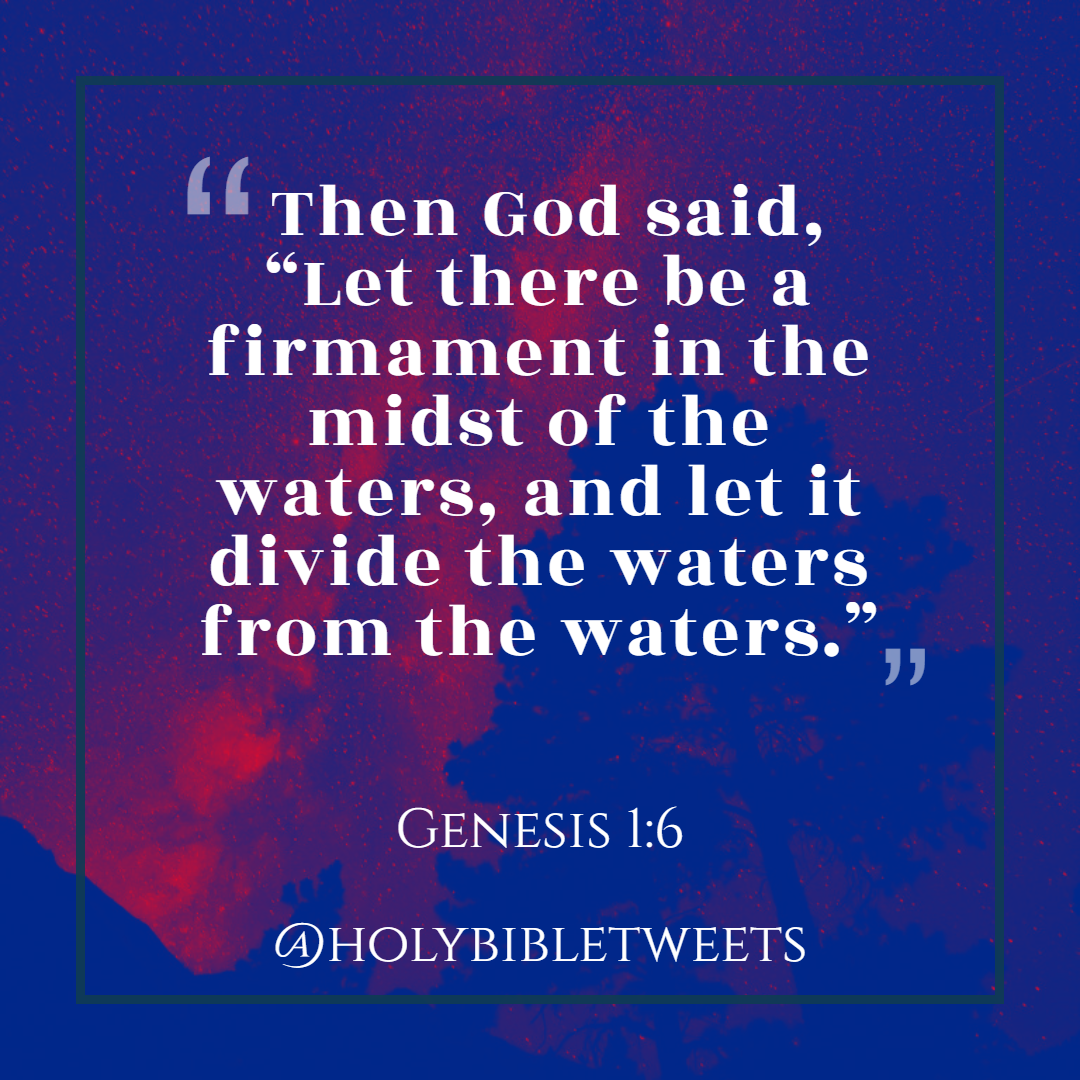 “Then God said,
“Let there be a
firmament in the
midst of the
waters, and let it
divide the waters
from the waters.”
”
Genesis 1:6
@holybibletweets